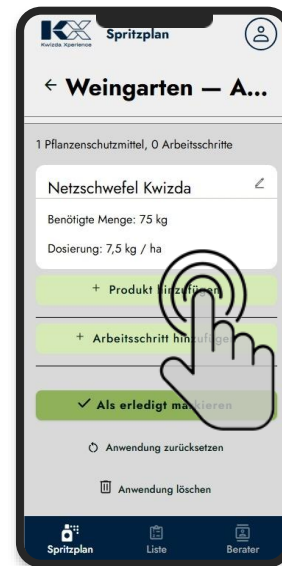 KX
Kwizda Xperience
Spritzplan
← Weingarten — A...
1 Pflanzenschutzmittel, 0 Arbeitsschritte
Netzschwefel Kwizda
Benötigte Menge: 75 kg
Dosierung: 7,5 kg / ha
+ Produkt hinzufügen
+ Arbeitsschritt hinzufügen
✓ Als erledigt markieren
Anwendung zurücksetzen
Anwendung löschen
Spritzplan
Liste
Berater